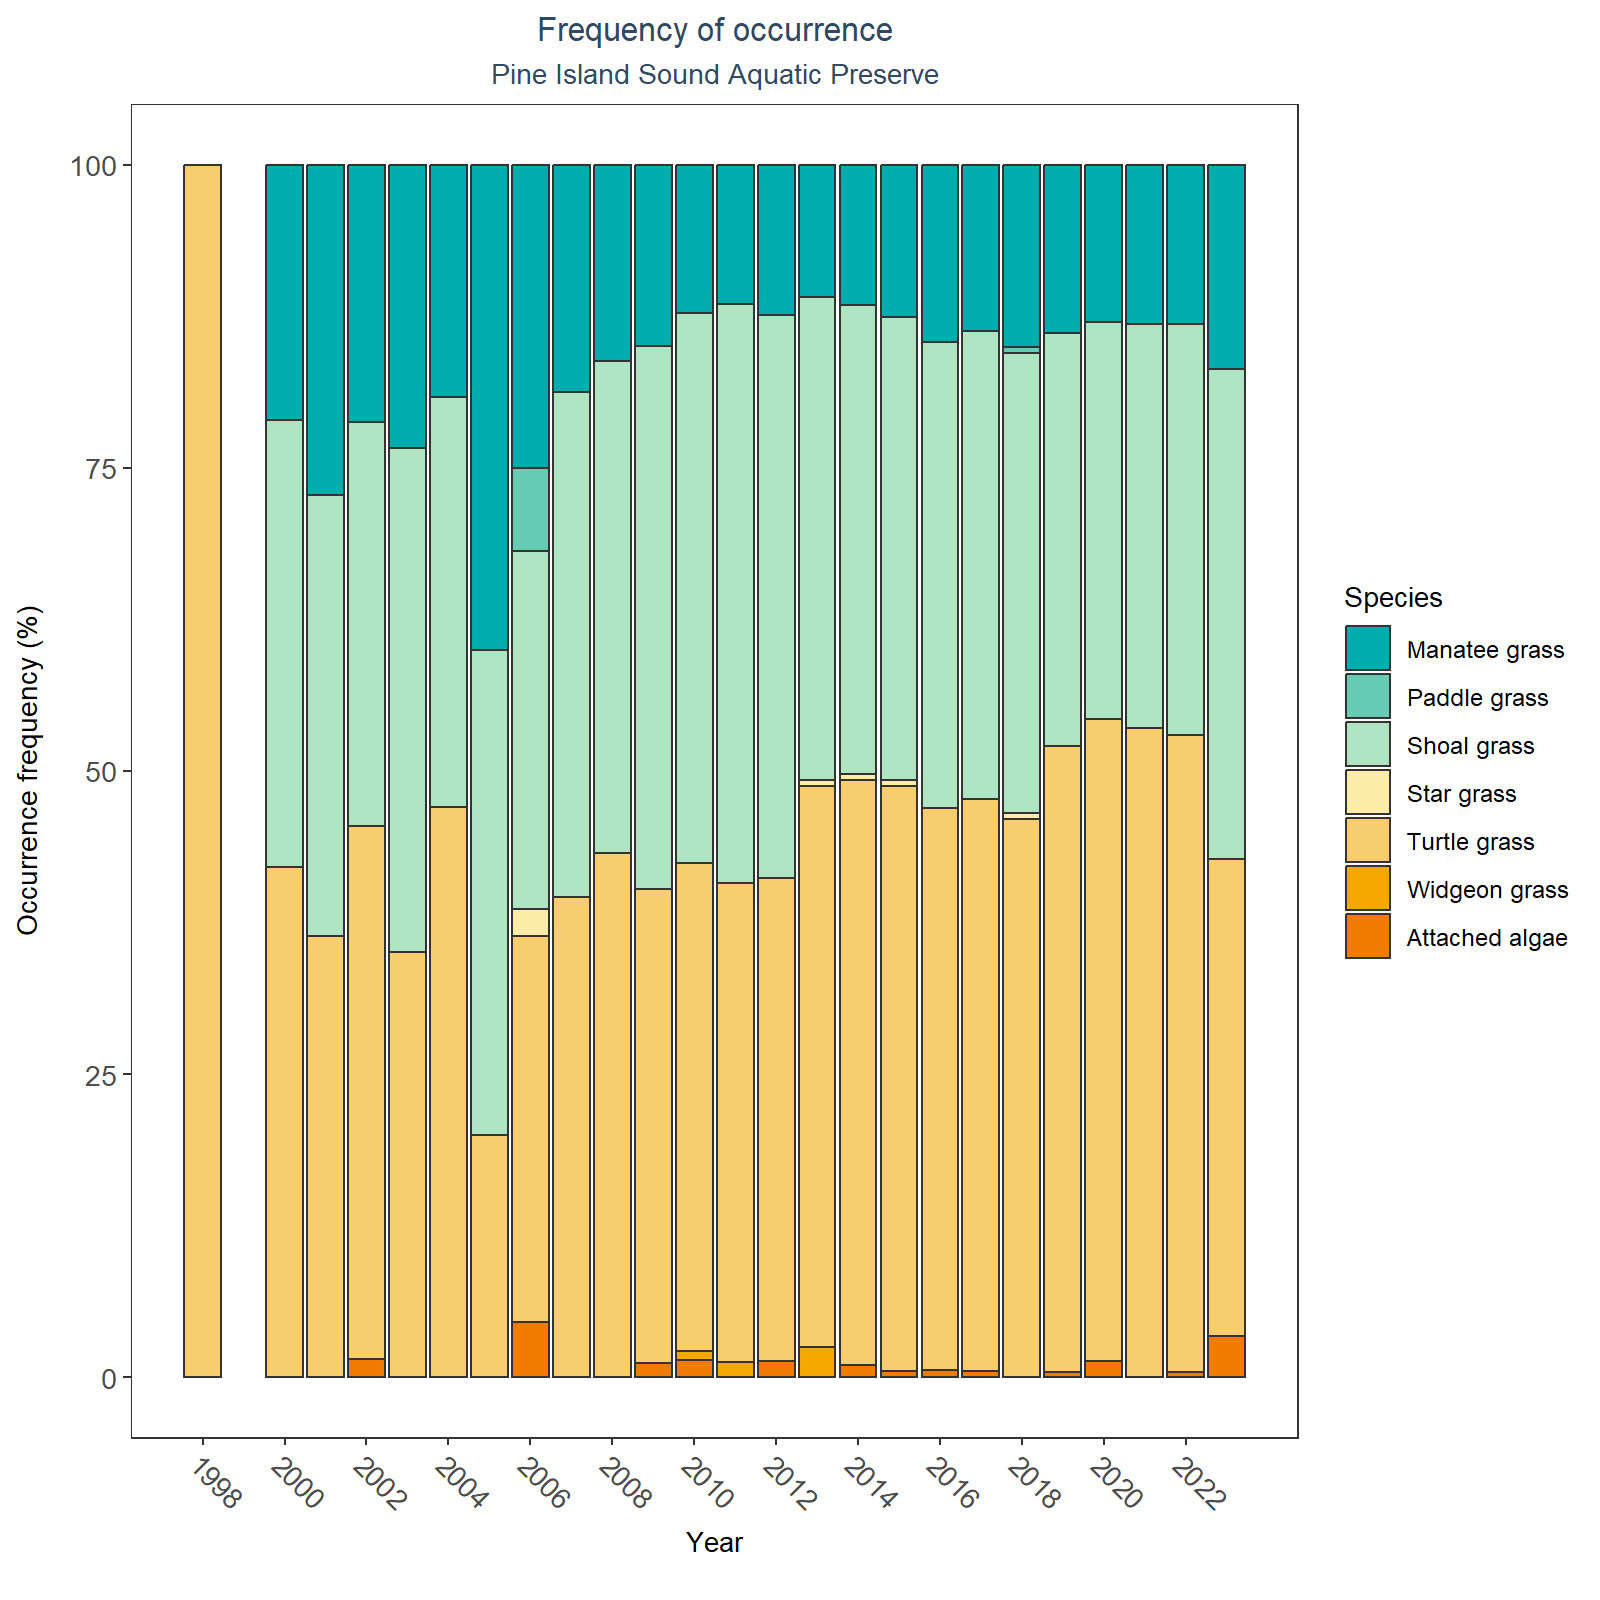 Frequency of occurrence
Pine Island Sound Aquatic Preserve
Occurrence frequency (%)
100
75
50
25
0
1998
2000
2002
2004
2006
2008
2010
2012
2014
2016
2018
2020
2022
Year
Species
Manatee grass
Paddle grass
Shoal grass
Star grass
Turtle grass
Widgeon grass
Attached algae